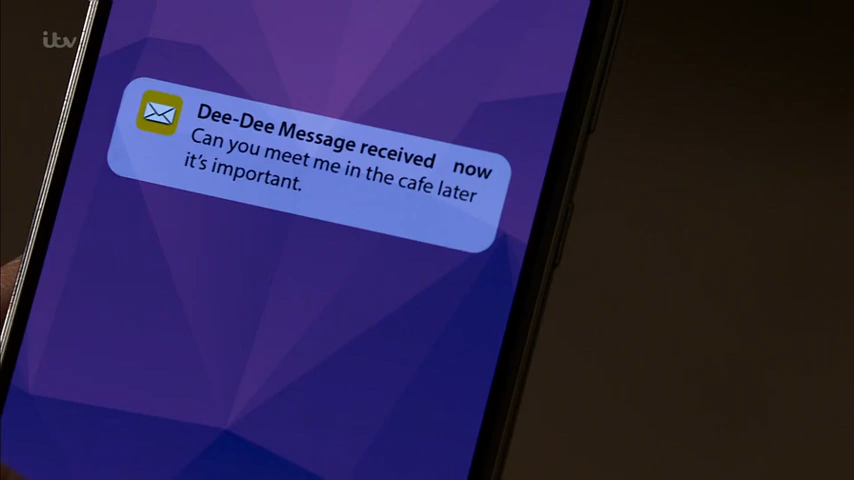 itv
Dee-Dee Message received now
Can you meet me in the cafe later
it's important.